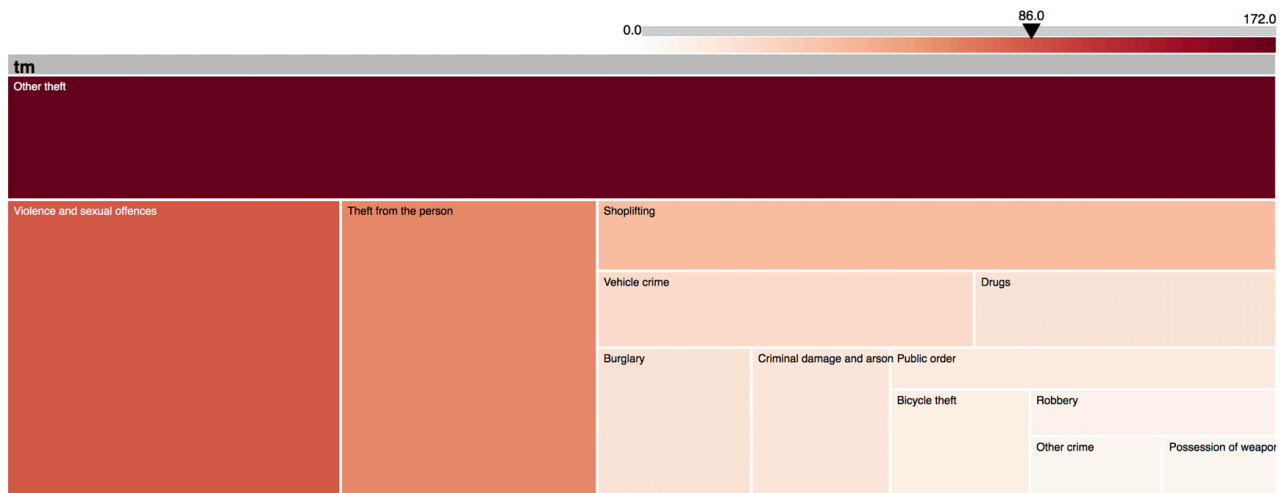 86.0
0.0
172.0
tm
Other theft
Violence and sexual offences
Theft from the person
Shoplifting
Vehicle crime
Drugs
Burglary
Criminal damage and arson
Public order
Bicycle theft
Robbery
Other crime
Possession of weapor